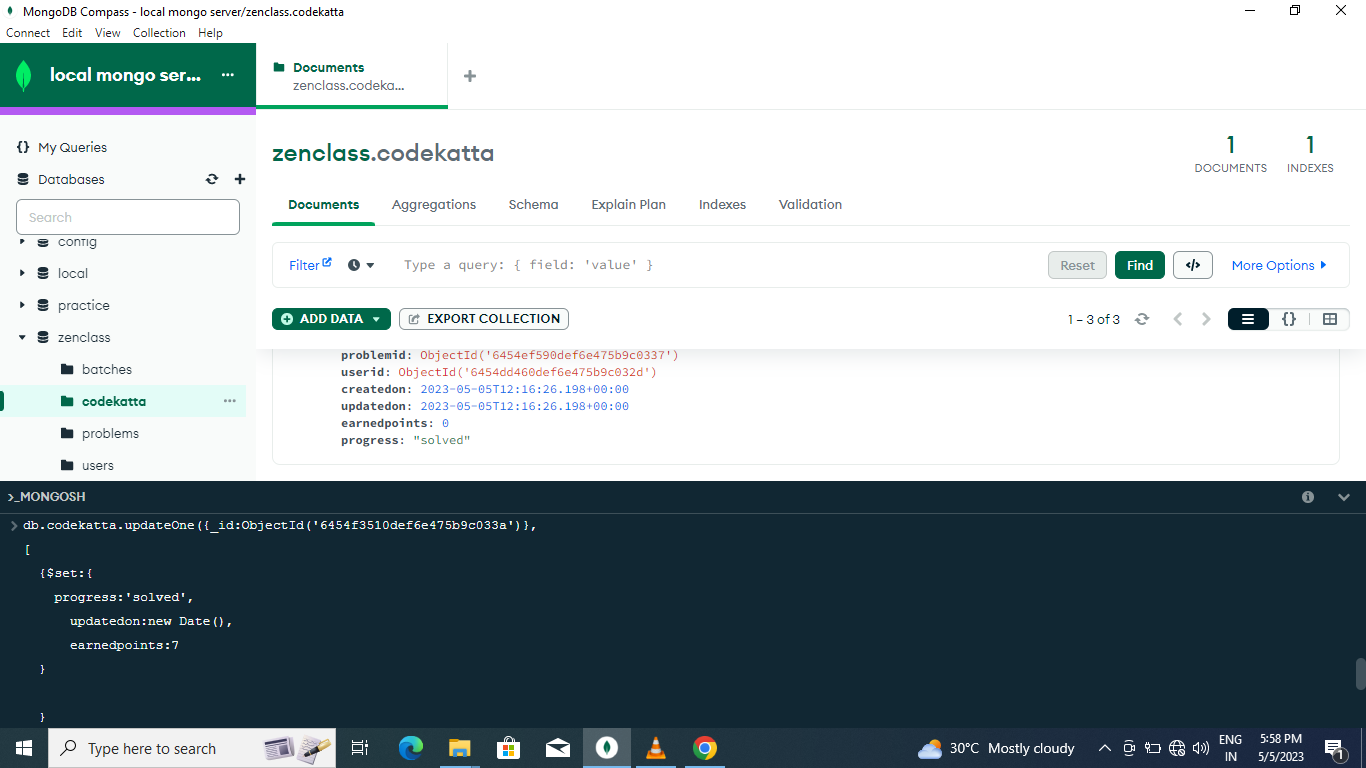 MongoDB Compass - local mongo server/zenclass.codekatta
Connect Edit View Collection Help
local mongo ser... ...
Documents
zenclass.codeka...
+
{} My Queries
Databases
Search
config
local
practice
zenclass
batches
codekatta ...
problems
users
zenclass.codekatta
1 1
DOCUMENTS INDEXES
Documents Aggregations Schema Explain Plan Indexes Validation
Filter Type a query: { field: 'value' } Reset Find </> More Options
ADD DATA EXPORT COLLECTION 1 – 3 of 3 {}
problemid: ObjectId('6454ef590def6e475b9c0337')
userid: ObjectId('6454dd460def6e475b9c032d')
createdon: 2023-05-05T12:16:26.198+00:00
updatedon: 2023-05-05T12:16:26.198+00:00
earnedpoints: 0
progress: "solved"
>_MONGOSH
> db.codekatta.updateOne({_id:ObjectId('6454f3510def6e475b9c033a')},
[
{$set:{
progress:'solved',
updatedon:new Date(),
earnedpoints:7
}
}
Type here to search
30°C Mostly cloudy
ENG
IN
5:58 PM
5/5/2023
1